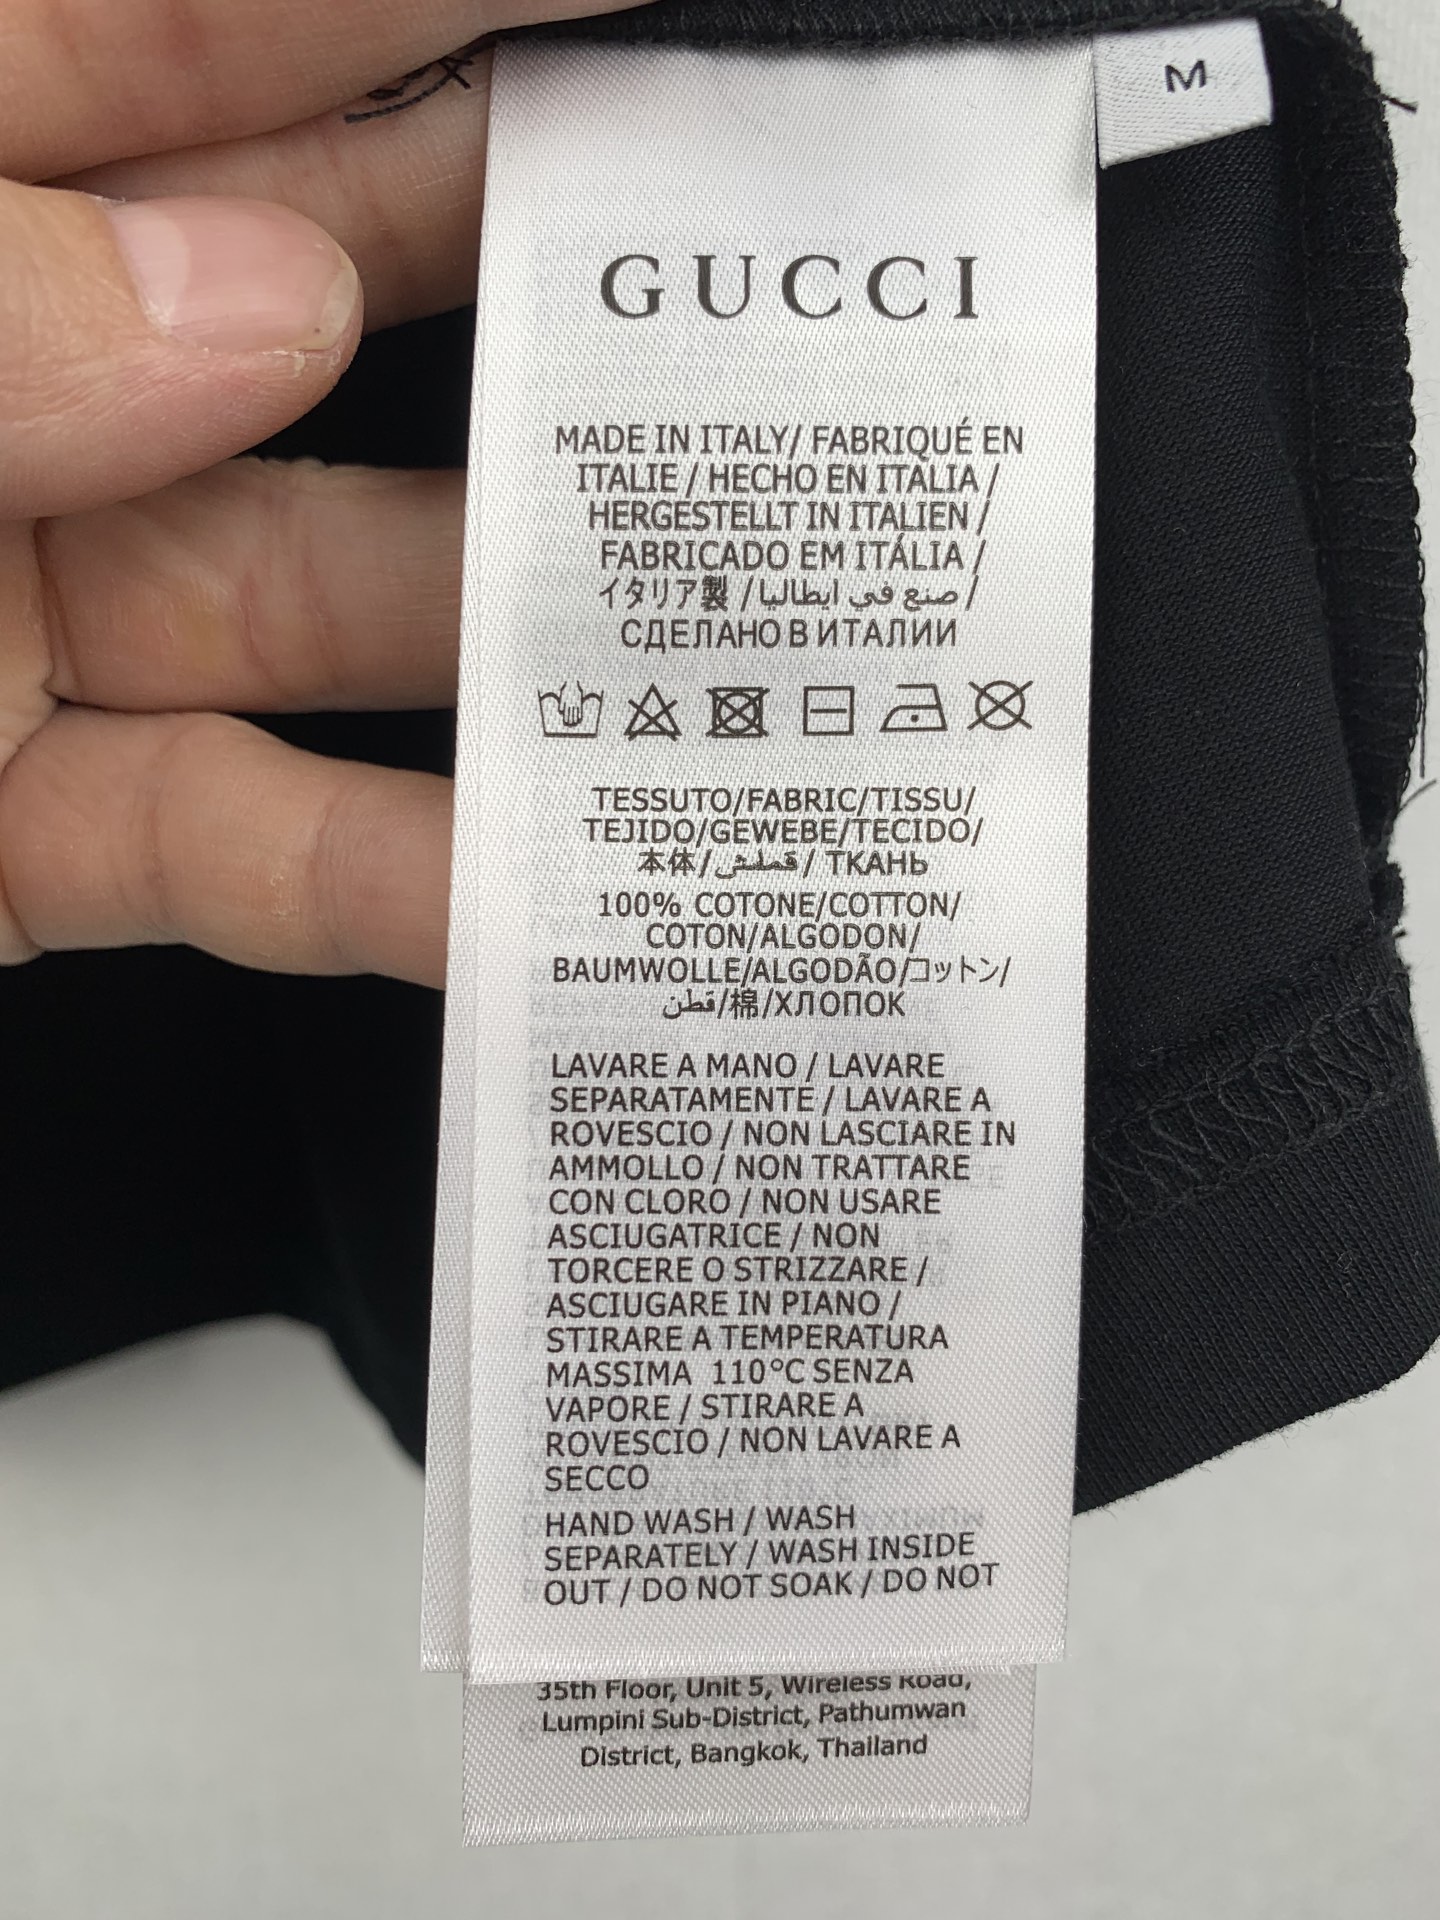 M
GUCCI
MADE IN ITALY/ FABRIQUÉ EN
ITALIE / HECHO EN ITALIA /
HERGESTELLT IN ITALIEN /
FABRICADO EM ITÁLIA /
イタリア製 / صنع في ايطاليا /
СДЕЛАНО В ИТАЛИИ
TESSUTO/FABRIC/TISSU/
TEJIDO/GEWEBE/TECIDO/
本体/قملش/ ТКАНЬ
100% COTONE/COTTON/
COTON/ALGODON/
BAUMWOLLE/ALGODÃO/コットン/
قطن/棉/ХЛОПОК
LAVARE A MANO / LAVARE
SEPARATAMENTE / LAVARE A
ROVESCIO / NON LASCIARE IN
AMMOLLO / NON TRATTARE
CON CLORO / NON USARE
ASCIUGATRICE / NON
TORCERE O STRIZZARE /
ASCIUGARE IN PIANO /
STIRARE A TEMPERATURA
MASSIMA 110°C SENZA
VAPORE / STIRARE A
ROVESCIO / NON LAVARE A
SECCO
HAND WASH / WASH
SEPARATELY / WASH INSIDE
OUT / DO NOT SOAK / DO NOT
35th Floor, Unit 5, Wireless Road,
Lumpini Sub-District, Pathumwan
District, Bangkok, Thailand